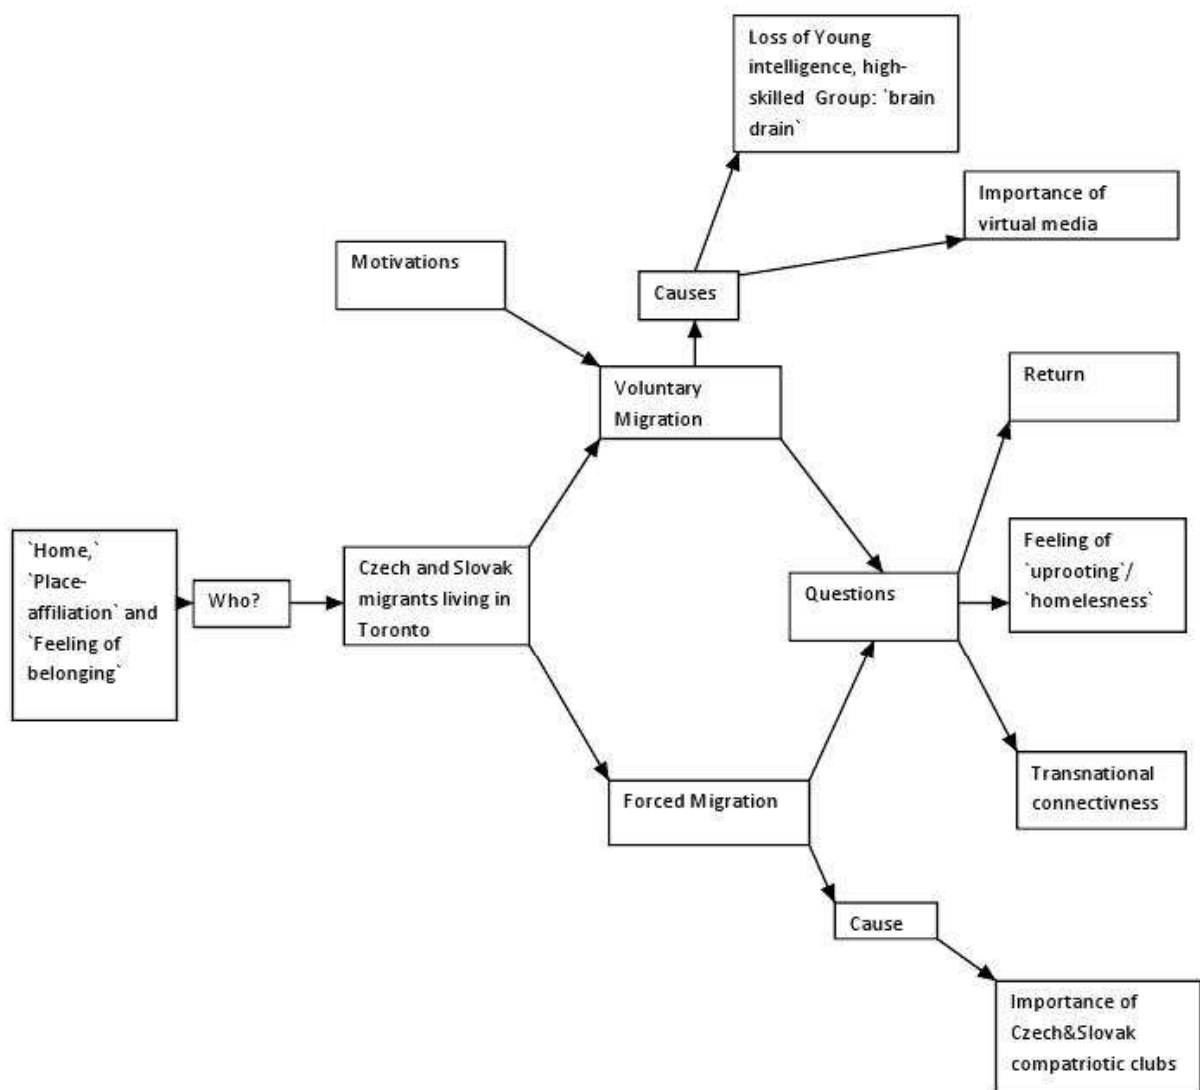 Loss of Young
intelligence, high-
skilled Group: `brain
drain`
Importance of
virtual media
Motivations
Causes
Voluntary
Migration
Return
`Home,`
`Place-
affiliation` and
`Feeling of
belonging`
Who?
Czech and Slovak
migrants living in
Toronto
Questions
Feeling of
`uprooting`/
`homelesness`
Forced Migration
Transnational
connectivness
Cause
Importance of
Czech&Slovak
compatriotic clubs